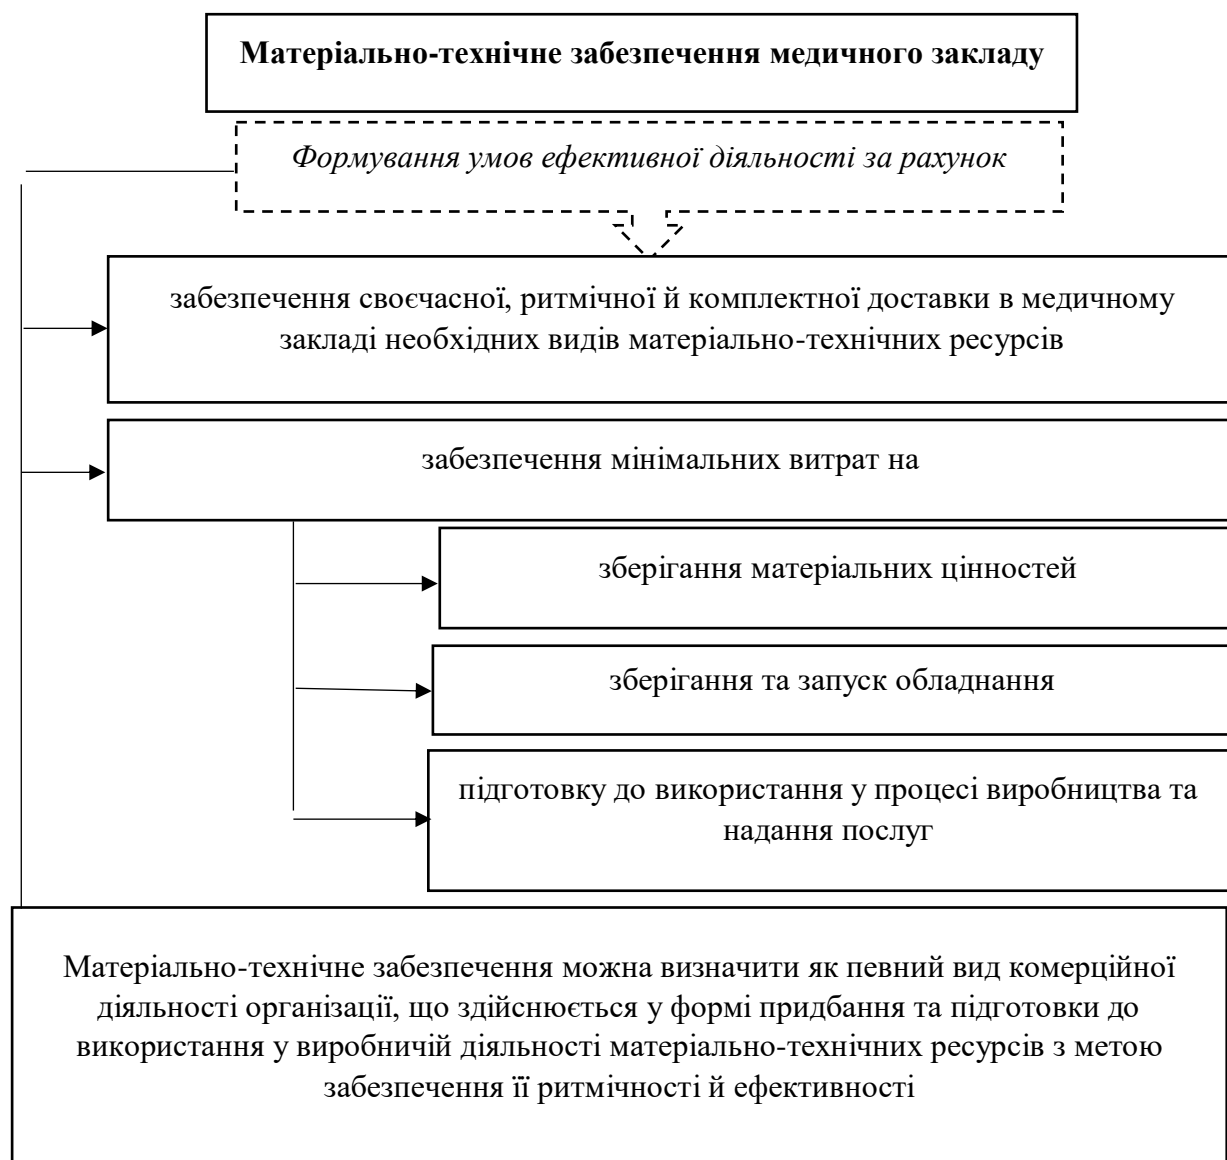 Матеріально-технічне забезпечення медичного закладу
Формування умов ефективної діяльності за рахунок
забезпечення своєчасної, ритмічної й комплектної доставки в медичному
закладі необхідних видів матеріально-технічних ресурсів
забезпечення мінімальних витрат на
зберігання матеріальних цінностей
зберігання та запуск обладнання
підготовку до використання у процесі виробництва та
надання послуг
Матеріально-технічне забезпечення можна визначити як певний вид комерційної
діяльності організації, що здійснюється у формі придбання та підготовки до
використання у виробничій діяльності матеріально-технічних ресурсів з метою
забезпечення її ритмічності й ефективності